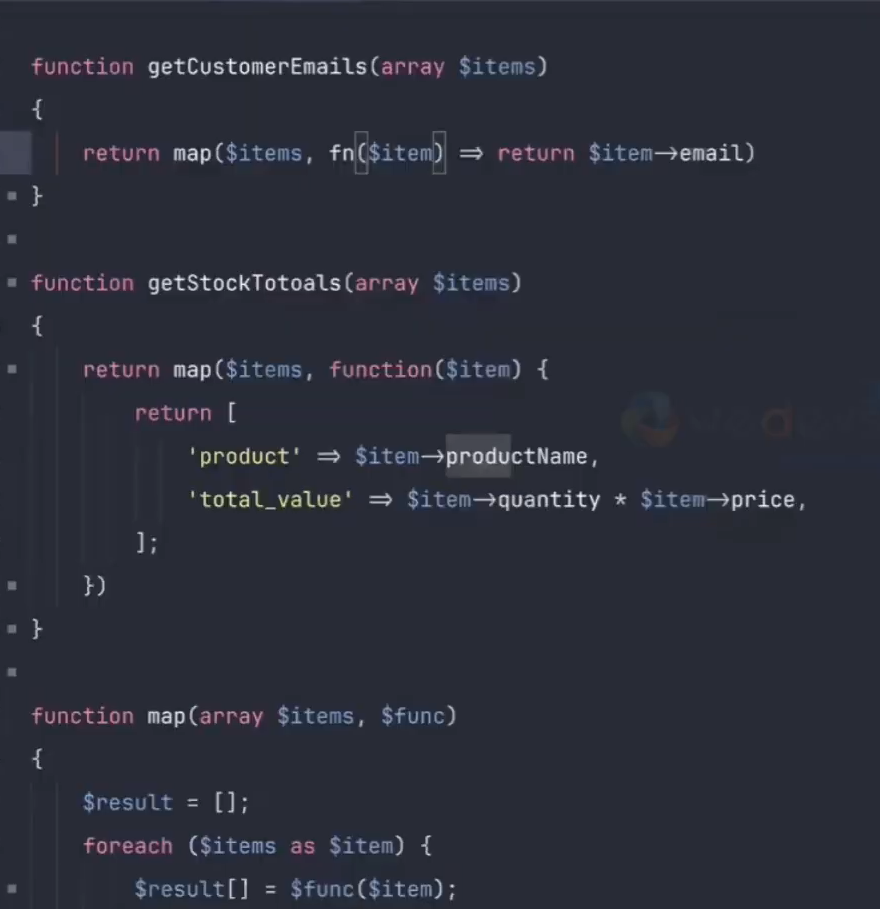 function getCustomerEmails(array $items)
{
    return map($items, fn($item) => return $item->email)
}

function getStockTotoals(array $items)
{
    return map($items, function($item) {
        return [
            'product' => $item->productName,
            'total_value' => $item->quantity * $item->price,
        ];
    })
}

function map(array $items, $func)
{
    $result = [];
    foreach ($items as $item) {
        $result[] = $func($item);